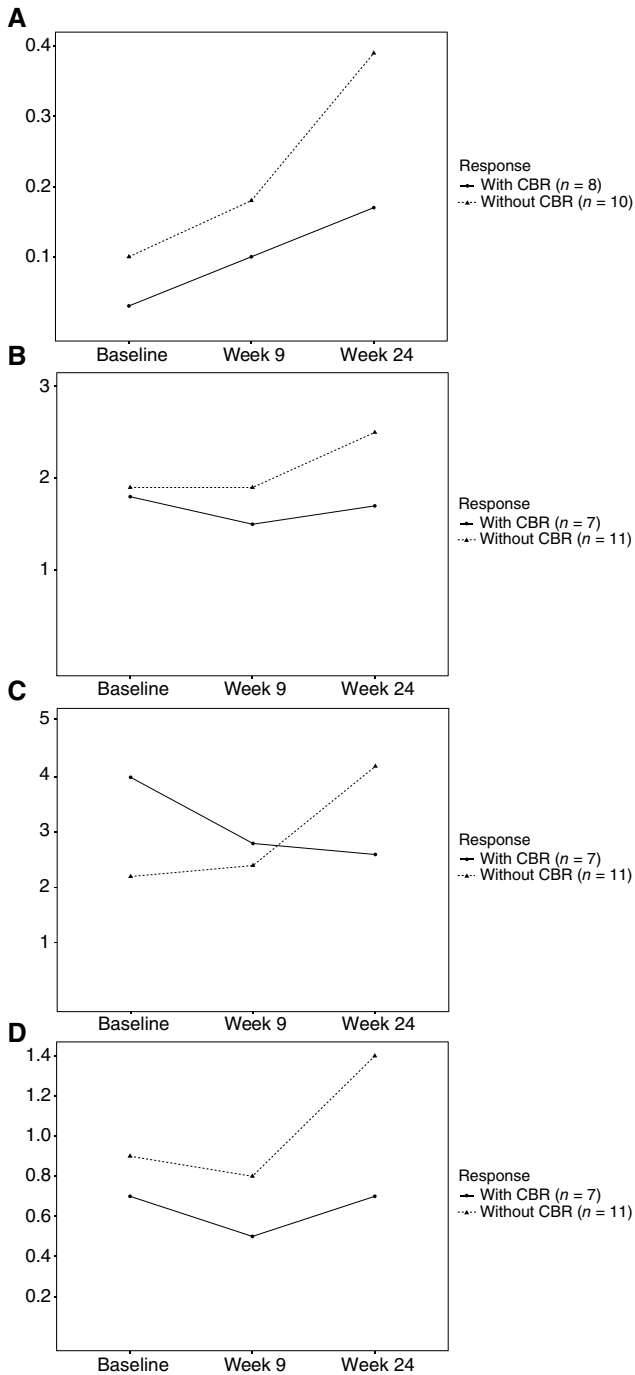 A
0.4
0.3
0.2
0.1
Baseline Week 9 Week 24
Response
With CBR (n = 8)
Without CBR (n = 10)
B
3
2
1
Baseline Week 9 Week 24
Response
With CBR (n = 7)
Without CBR (n = 11)
C
5
4
3
2
1
Baseline Week 9 Week 24
Response
With CBR (n = 7)
Without CBR (n = 11)
D
1.4
1.2
1.0
0.8
0.6
0.4
0.2
Baseline Week 9 Week 24
Response
With CBR (n = 7)
Without CBR (n = 11)